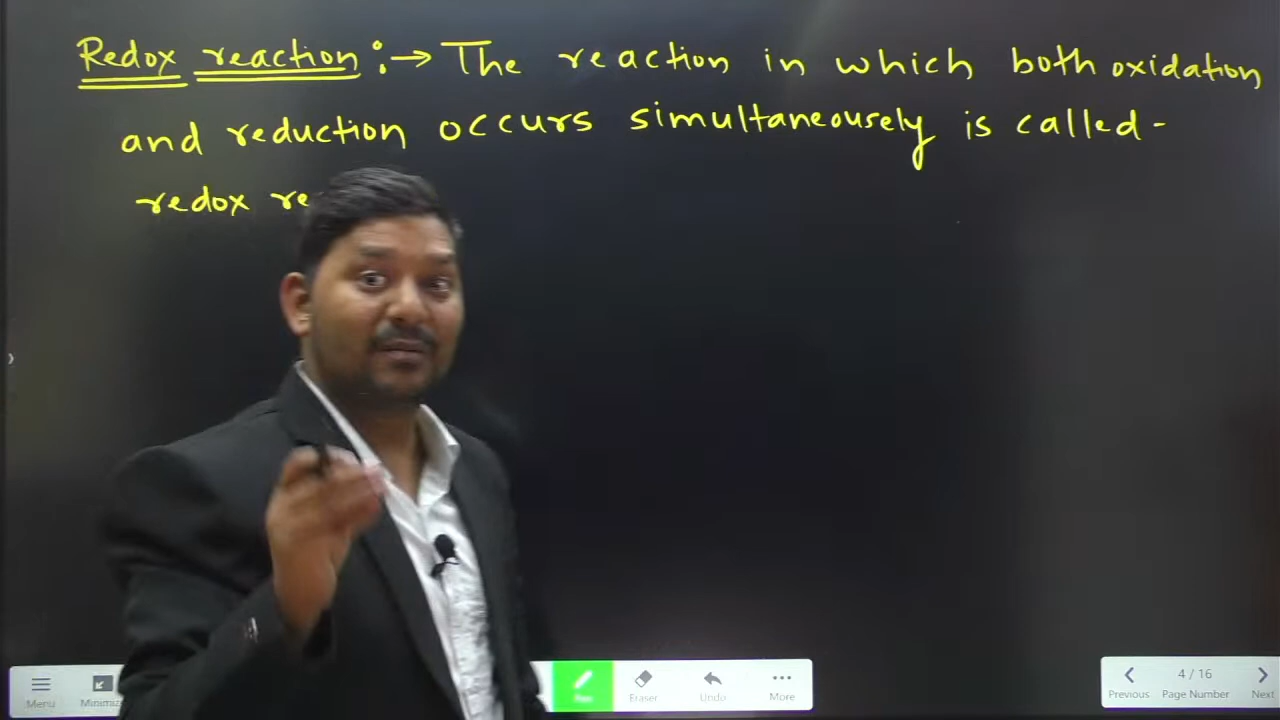 Redox reaction :→ The reaction in which both oxidation
and reduction occurs simultaneousely is called -
redox re
Menu
Eraser
Undo
More
Previous
4 / 16
Page Number
Next